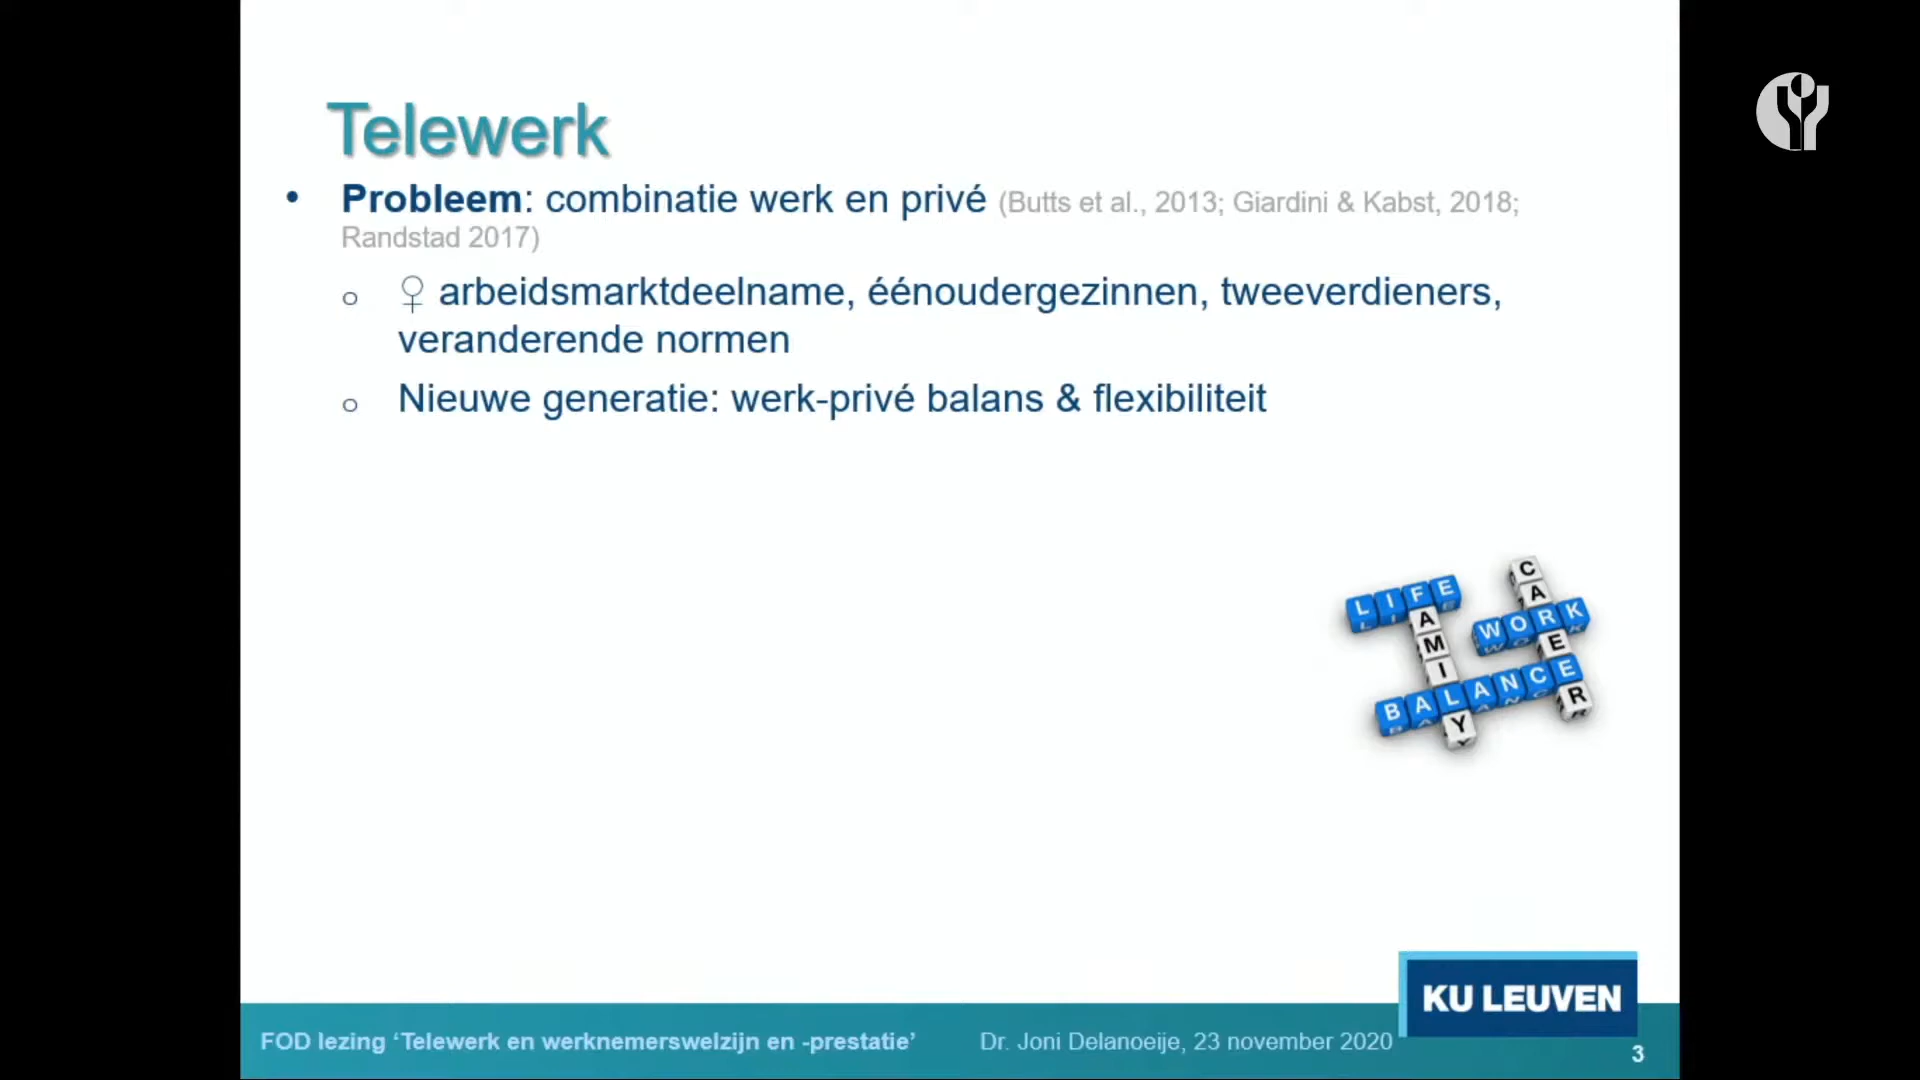 Telewerk
• Probleem: combinatie werk en privé (Butts et al., 2013; Giardini & Kabst, 2018;
Randstad 2017)
o ♀ arbeidsmarktdeelname, éénoudergezinnen, tweeverdieners,
veranderende normen
o Nieuwe generatie: werk-privé balans & flexibiliteit
LIFE
CAREER
WORK
FAMILY
BALANCE
KU LEUVEN
FOD lezing ‘Telewerk en werknemerswelzijn en -prestatie’ Dr. Joni Delanoeije, 23 november 2020
3